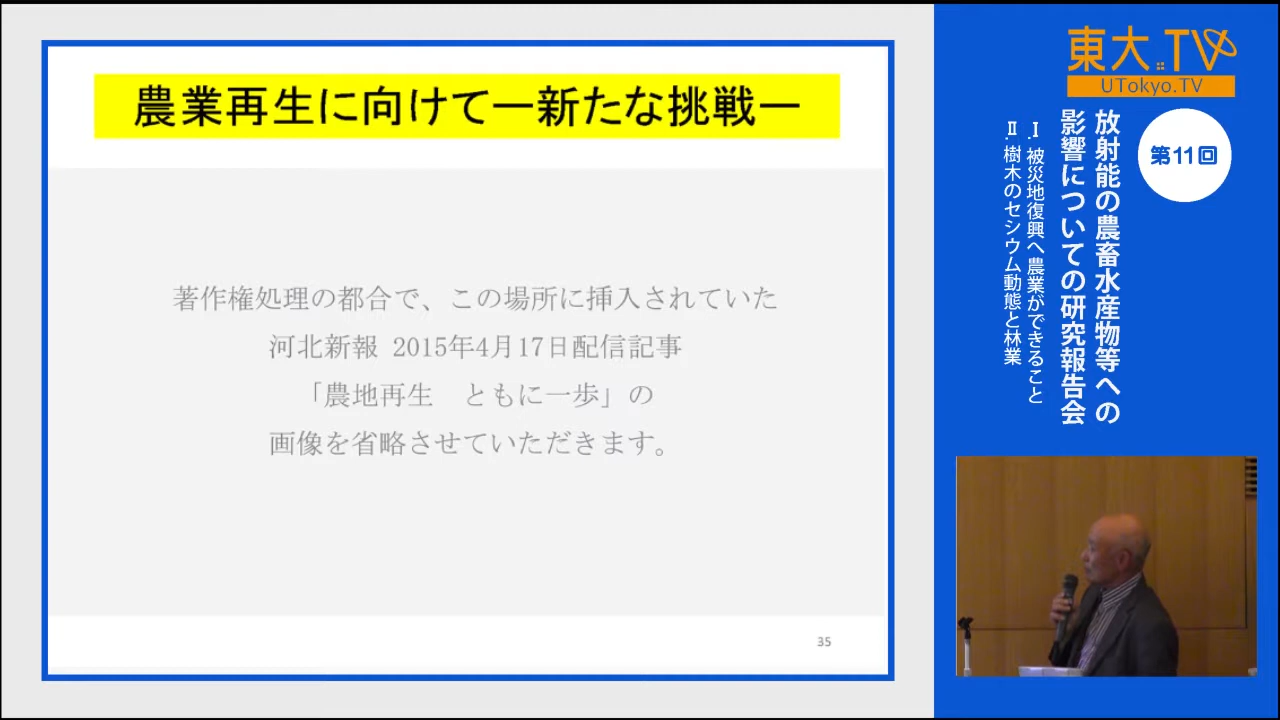 農業再生に向けて―新たな挑戦―
著作権処理の都合で、この場所に挿入されていた
河北新報 2015年4月17日配信記事
「農地再生　ともに一歩」の
画像を省略させていただきます。
35
東大.TV
UTokyo.TV
第11回
放射能の農畜水産物等への
影響についての研究報告会
Ⅰ.被災地復興へ農業ができること
Ⅱ.樹木のセシウム動態と林業